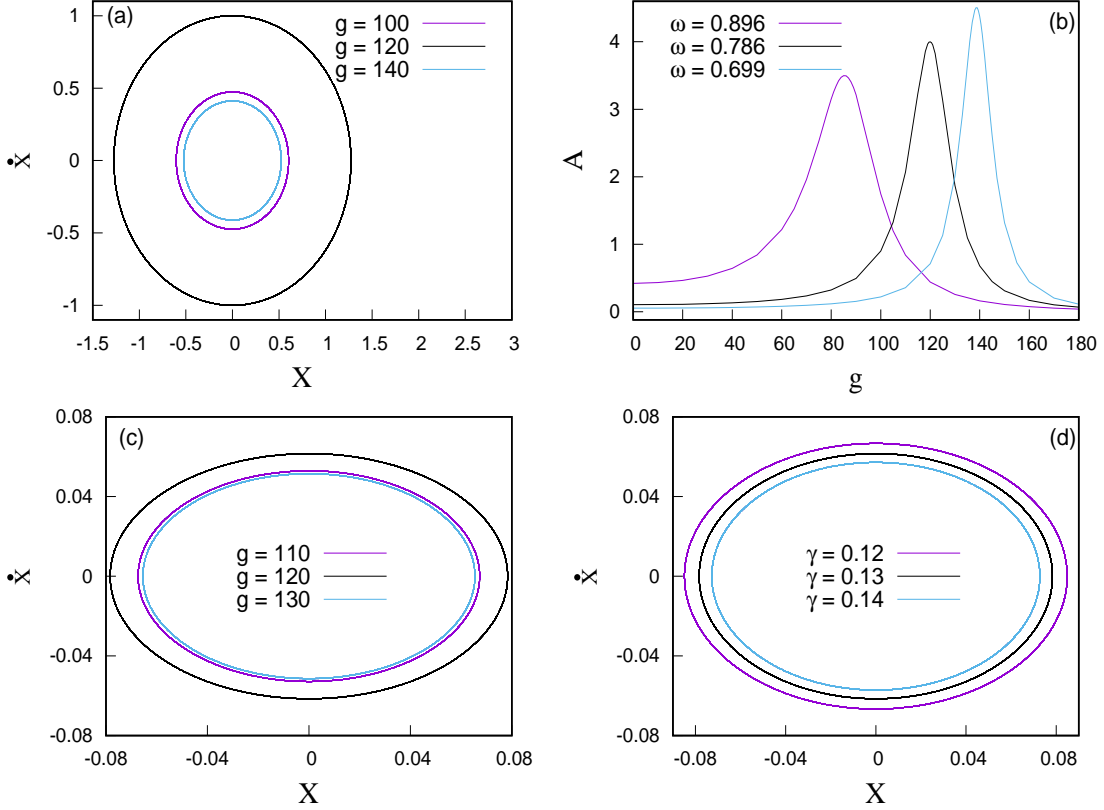 (a)
g = 100
g = 120
g = 140
1
0.5
0
-0.5
-1
Ẋ
-1.5 -1 -0.5 0 0.5 1 1.5 2 2.5 3
X
(b)
ω = 0.896
ω = 0.786
ω = 0.699
4
3
2
1
0
A
0 20 40 60 80 100 120 140 160 180
g
(c)
g = 110
g = 120
g = 130
0.08
0.04
0
-0.04
-0.08
Ẋ
-0.08 -0.04 0 0.04 0.08
X
(d)
γ = 0.12
γ = 0.13
γ = 0.14
0.08
0.04
0
-0.04
-0.08
Ẋ
-0.08 -0.04 0 0.04 0.08
X